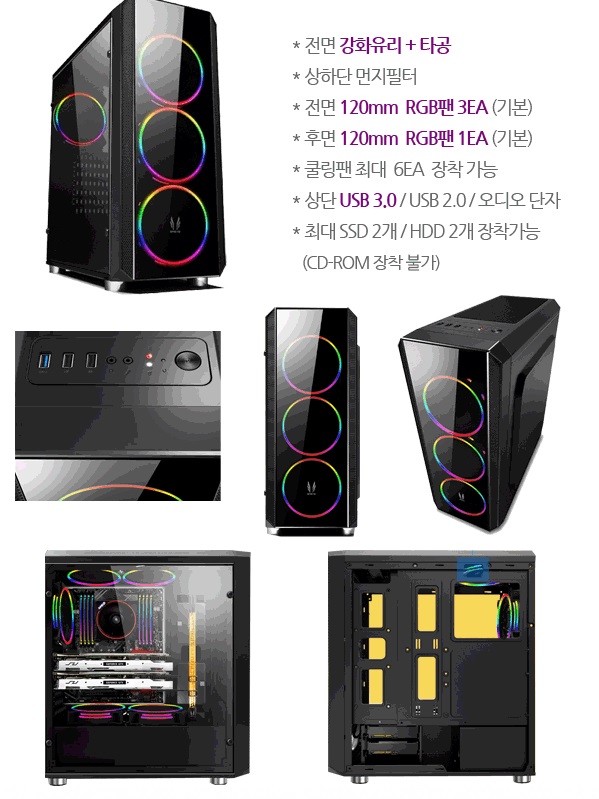 * 전면 강화유리 + 타공
* 상하단 먼지필터
* 전면 120mm RGB팬 3EA (기본)
* 후면 120mm RGB팬 1EA (기본)
* 쿨링팬 최대 6EA 장착 가능
* 상단 USB 3.0 / USB 2.0 / 오디오 단자
* 최대 SSD 2개 / HDD 2개 장착가능
(CD-ROM 장착 불가)